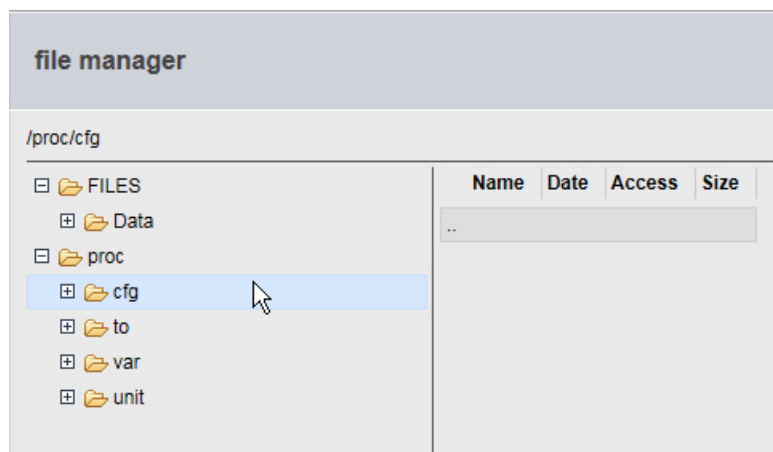 file manager
/proc/cfg
FILES
Data
proc
cfg
to
var
unit
Name Date Access Size
..